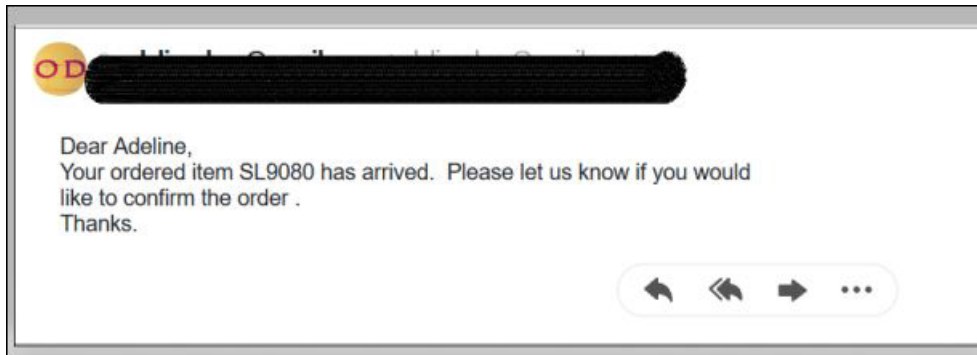 OD
Dear Adeline,
Your ordered item SL9080 has arrived.  Please let us know if you would
like to confirm the order .
Thanks.